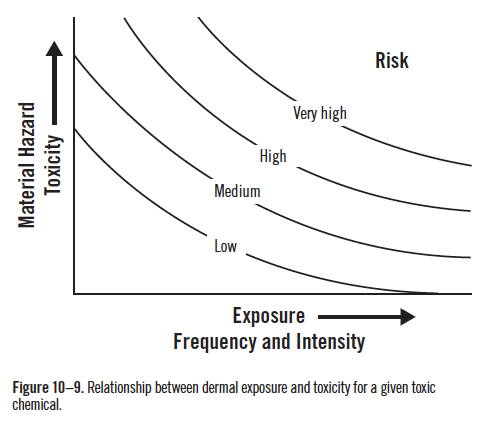 Risk
Material Hazard
Toxicity
Very high
High
Medium
Low
Exposure
Frequency and Intensity
Figure 10–9. Relationship between dermal exposure and toxicity for a given toxic
chemical.